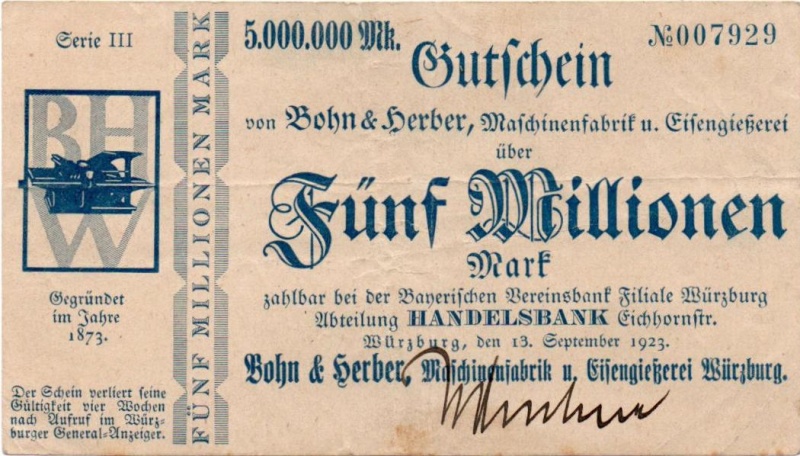 Serie III
BH
W
Gegründet
im Jahre
1873.
Der Schein verliert seine
Gültigkeit vier Wochen
nach Aufruf im Würz-
burger General-Anzeiger.
FÜNF MILLIONEN MARK
5.000.000 Mk.
№007929
Gutschein
von Bohn & Herber, Maschinenfabrik u. Eisengießerei
über
Fünf Millionen
Mark
zahlbar bei der Bayerischen Vereinsbank Filiale Würzburg
Abteilung HANDELSBANK Eichhornstr.
Würzburg, den 13. September 1923.
Bohn & Herber, Maschinenfabrik u. Eisengießerei Würzburg.